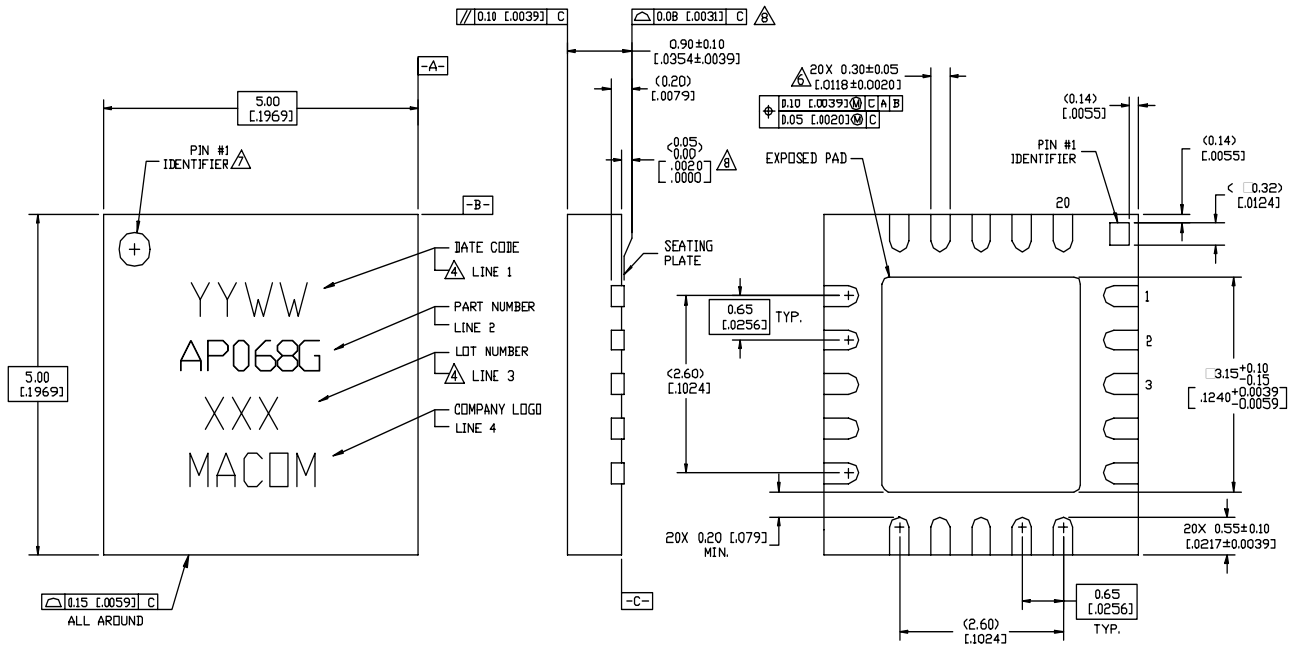 // 0.10 [.0039] C
0.08 [.0031] C 8
0.90±0.10
[.0354±.0039]
(0.20)
[.0079]
-A-
5.00
[.1969]
PIN #1
IDENTIFIER 7
(0.05)
0.00
[.0020
.0000] 8
6 20X 0.30±0.05
[.0118±0.0020]
0.10 [.0039] Ⓜ C A B
0.05 [.0020] Ⓜ C
EXPOSED PAD
PIN #1
IDENTIFIER
(0.14)
[.0055]
(0.14)
[.0055]
(□0.32)
[.0124]
-B-
20
DATE CODE
4 LINE 1
YYWW
PART NUMBER
LINE 2
AP068G
LOT NUMBER
4 LINE 3
XXX
COMPANY LOGO
LINE 4
MACOM
5.00
[.1969]
SEATING
PLATE
0.65
[.0256]
TYP.
(2.60)
[.1024]
1
2
3
□3.15 +0.10 -0.15
[.1240 +0.0039 -0.0059]
20X 0.20 [.079]
MIN.
20X 0.55±0.10
[.0217±0.0039]
0.15 [.0059] C
ALL AROUND
-C-
0.65
[.0256]
TYP.
(2.60)
[.1024]